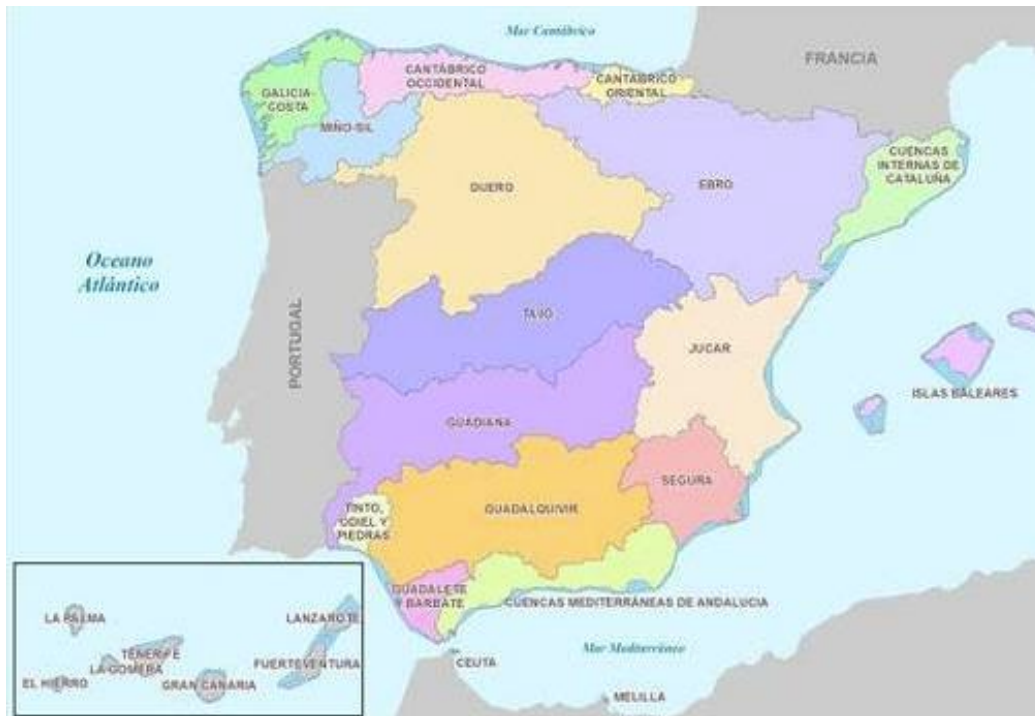 Mar Cantábrico
FRANCIA
CANTÁBRICO
OCCIDENTAL
CANTÁBRICO
ORIENTAL
GALICIA
COSTA
MIÑO-SIL
CUENCAS
INTERNAS DE
CATALUÑA
DUERO
EBRO
Oceano
Atlántico
TAJO
PORTUGAL
JUCAR
ISLAS BALEARES
GUADIANA
SEGURA
TINTO,
ODIEL Y
PIEDRAS
GUADALQUIVIR
GUADALETE
Y BARBATE
CUENCAS MEDITERRÁNEAS DE ANDALUCIA
LA PALMA
LANZAROTE
TENERIFE
LA GOMERA
FUERTEVENTURA
EL HIERRO
GRAN CANARIA
CEUTA
Mar Mediterráneo
MELILLA